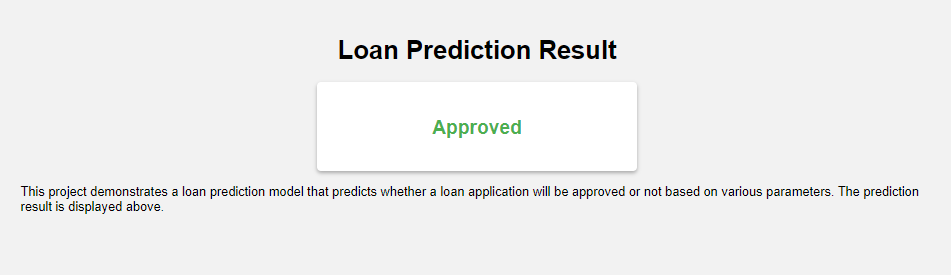 Loan Prediction Result
Approved
This project demonstrates a loan prediction model that predicts whether a loan application will be approved or not based on various parameters. The prediction
result is displayed above.